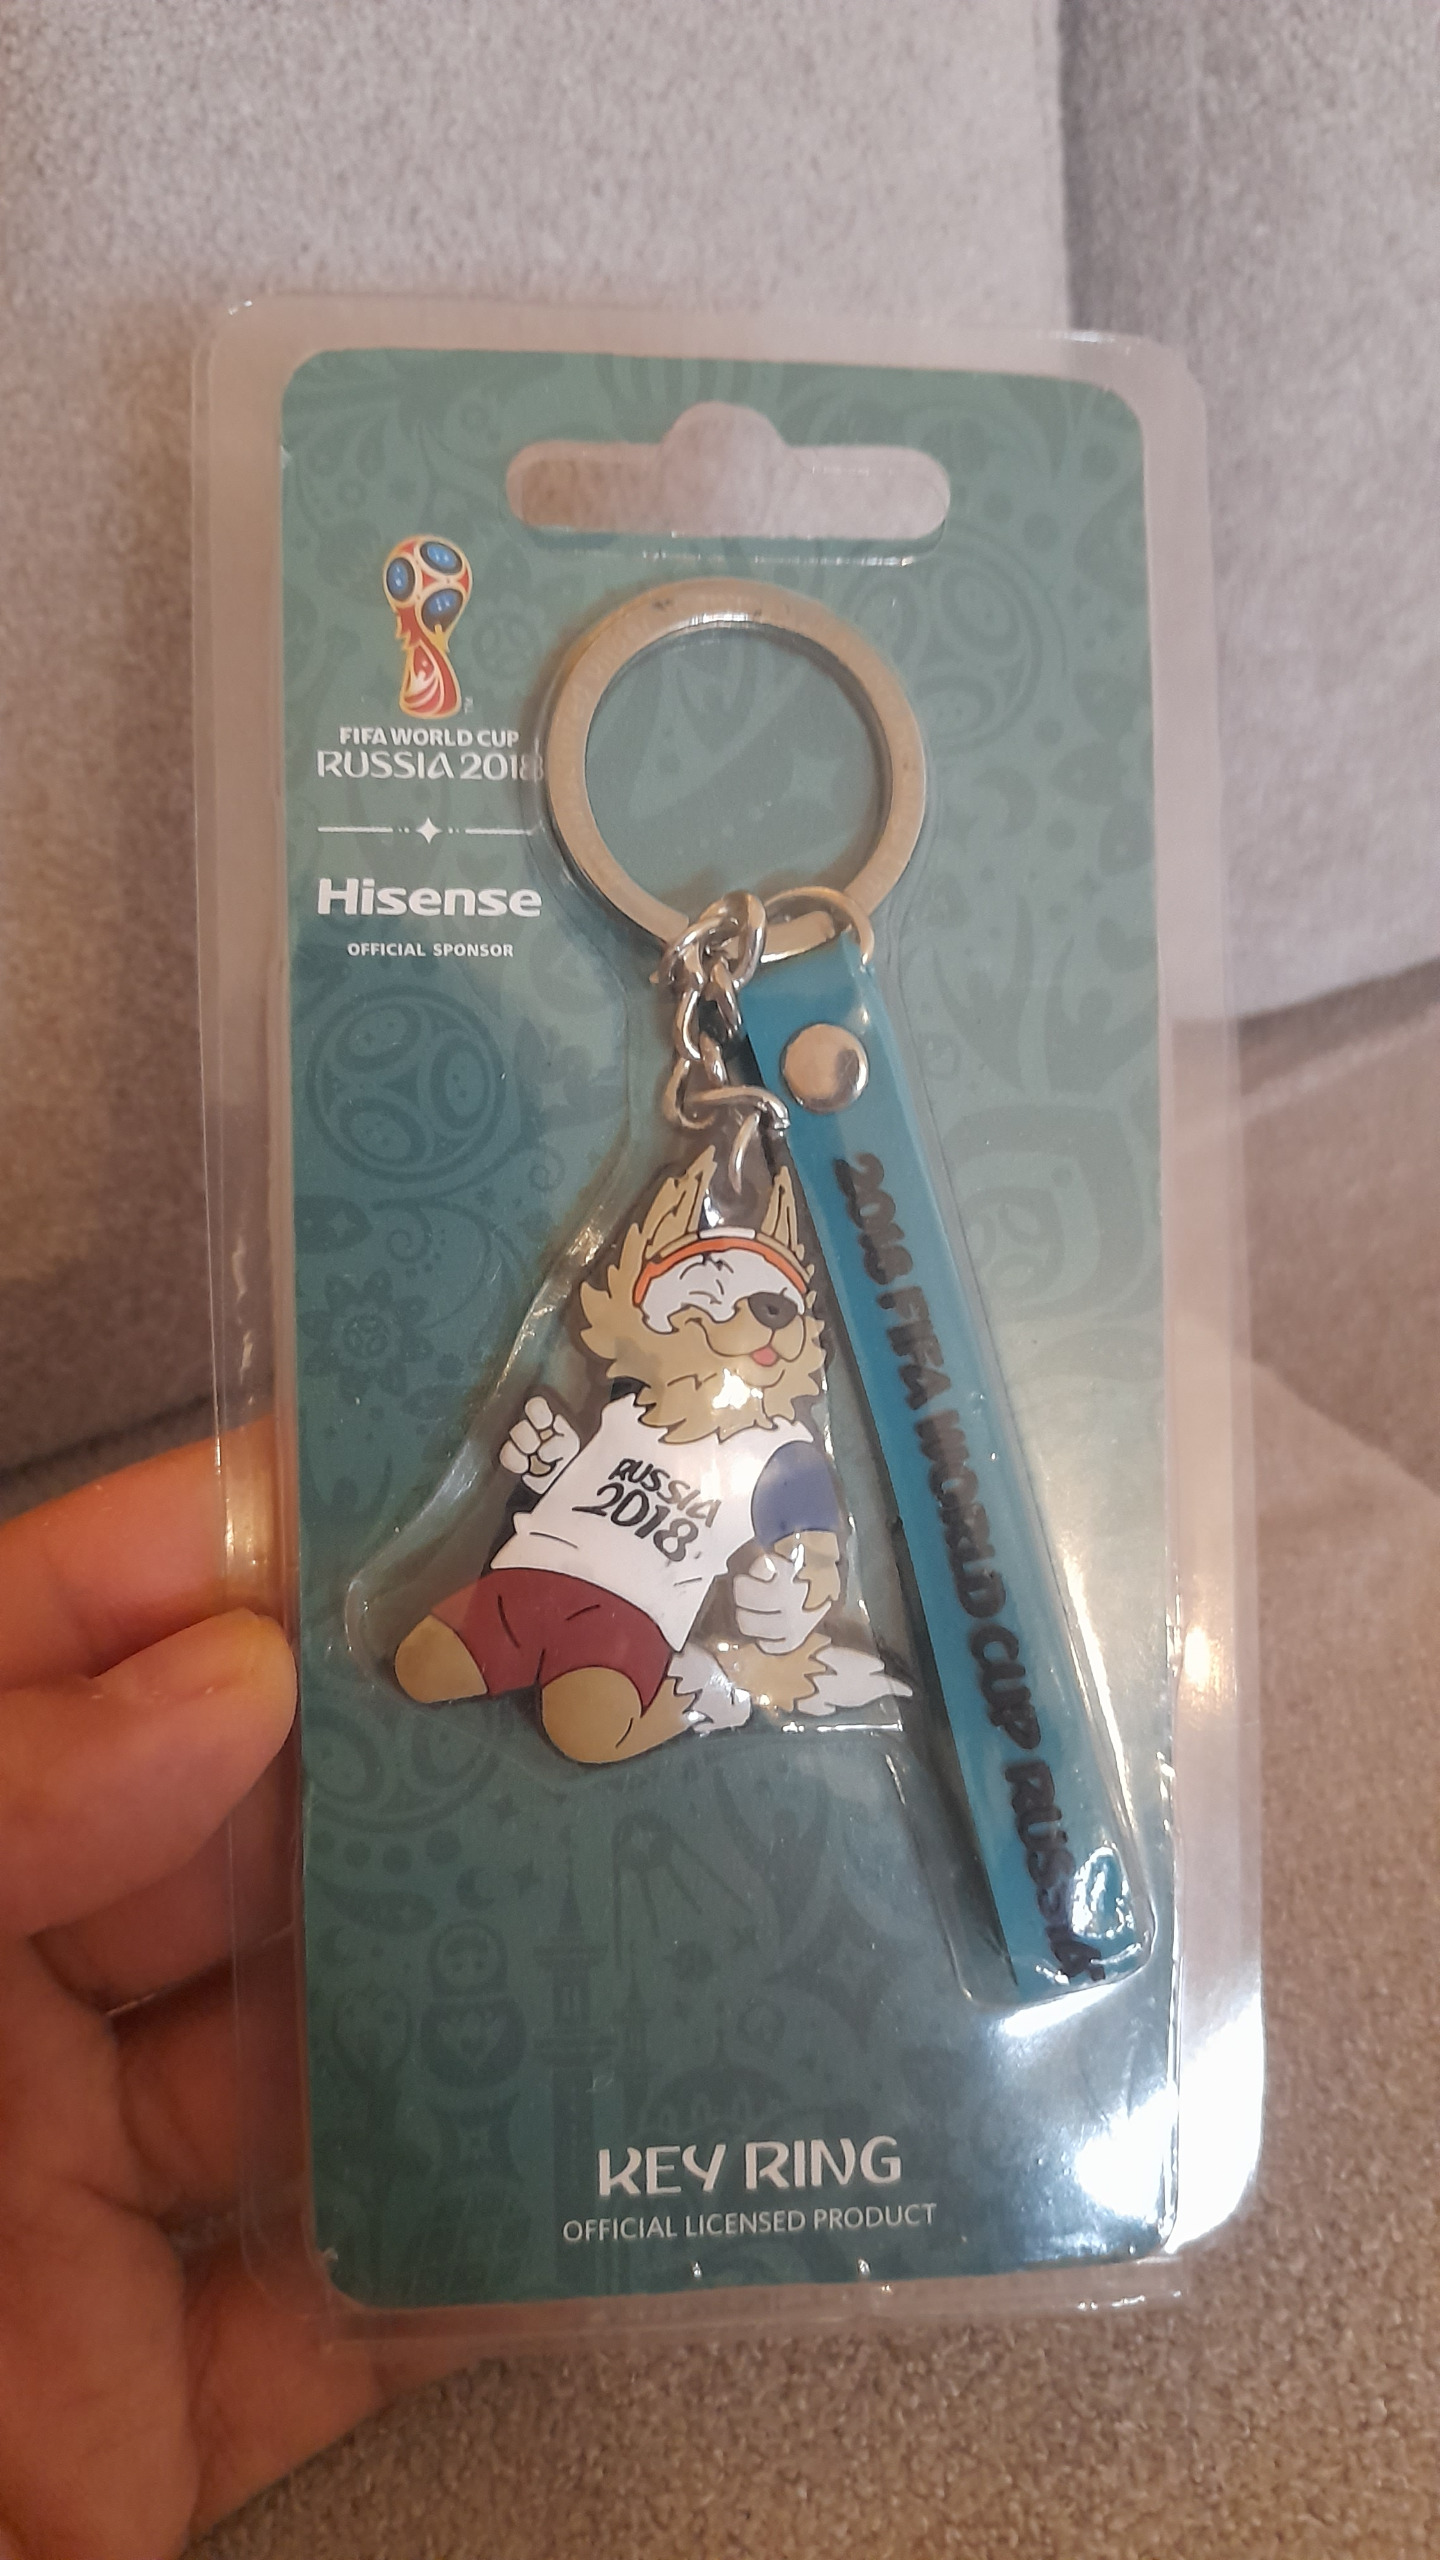 FIFA WORLD CUP
RUSSIA 2018
Hisense
OFFICIAL SPONSOR
2018 FIFA WORLD CUP RUSSIA
RUSSIA
2018
KEY RING
OFFICIAL LICENSED PRODUCT